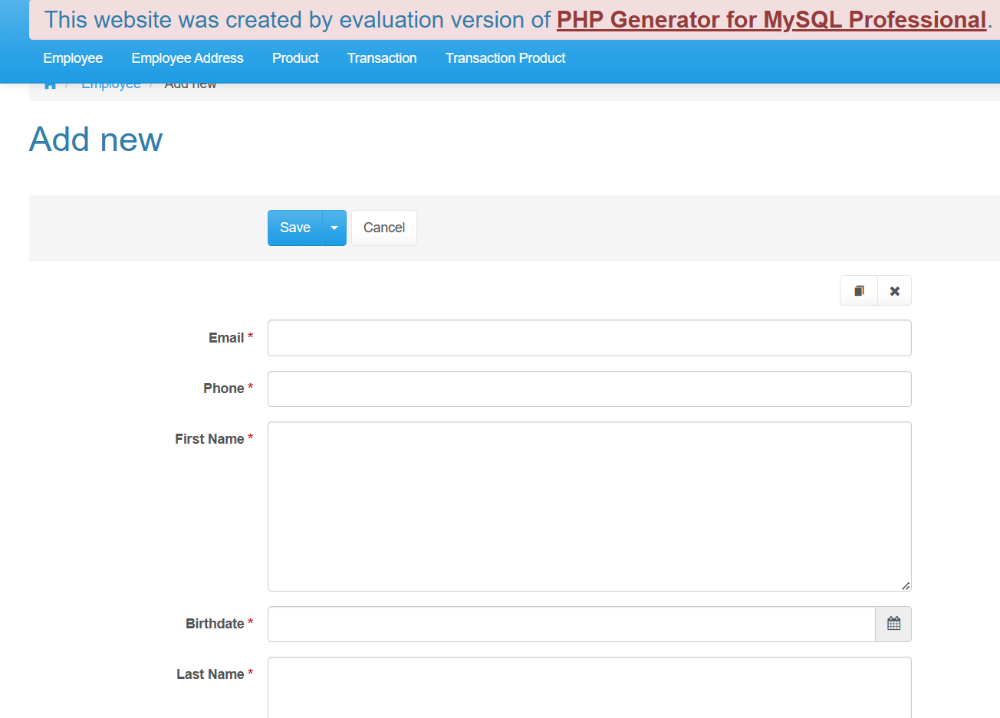 This website was created by evaluation version of PHP Generator for MySQL Professional.
Employee Employee Address Product Transaction Transaction Product
/ Employee / Add new
Add new
Save Cancel
Email *
Phone *
First Name *
Birthdate *
Last Name *